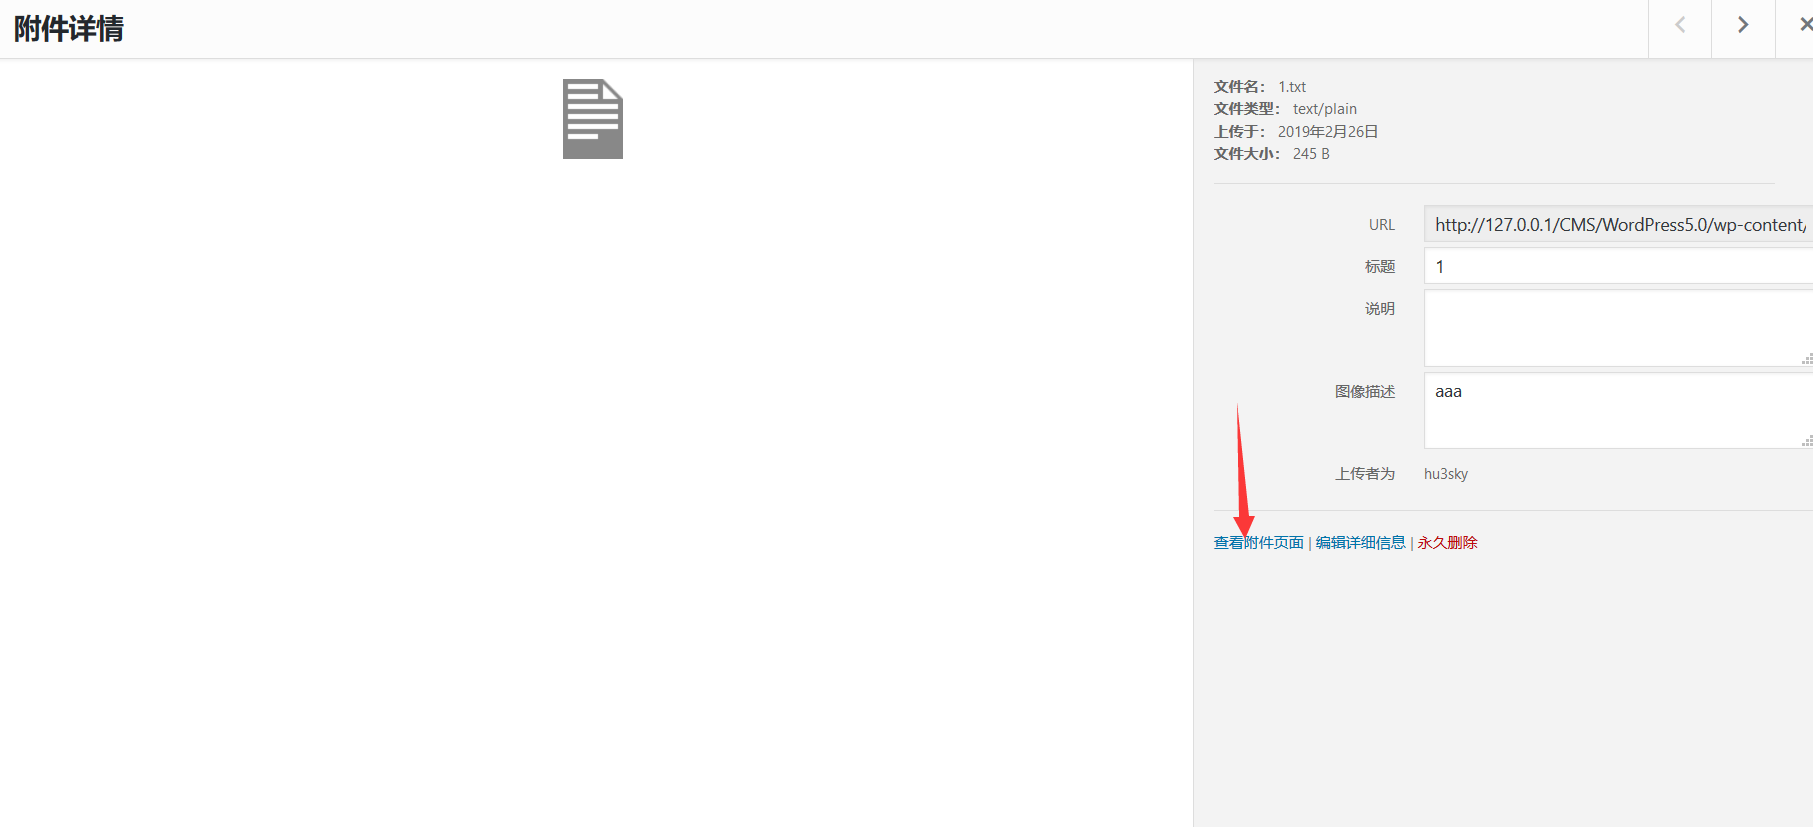 附件详情
文件名： 1.txt
文件类型： text/plain
上传于： 2019年2月26日
文件大小： 245 B
URL http://127.0.0.1/CMS/WordPress5.0/wp-content/
标题 1
说明
图像描述 aaa
上传者为 hu3sky
查看附件页面 | 编辑详细信息 | 永久删除